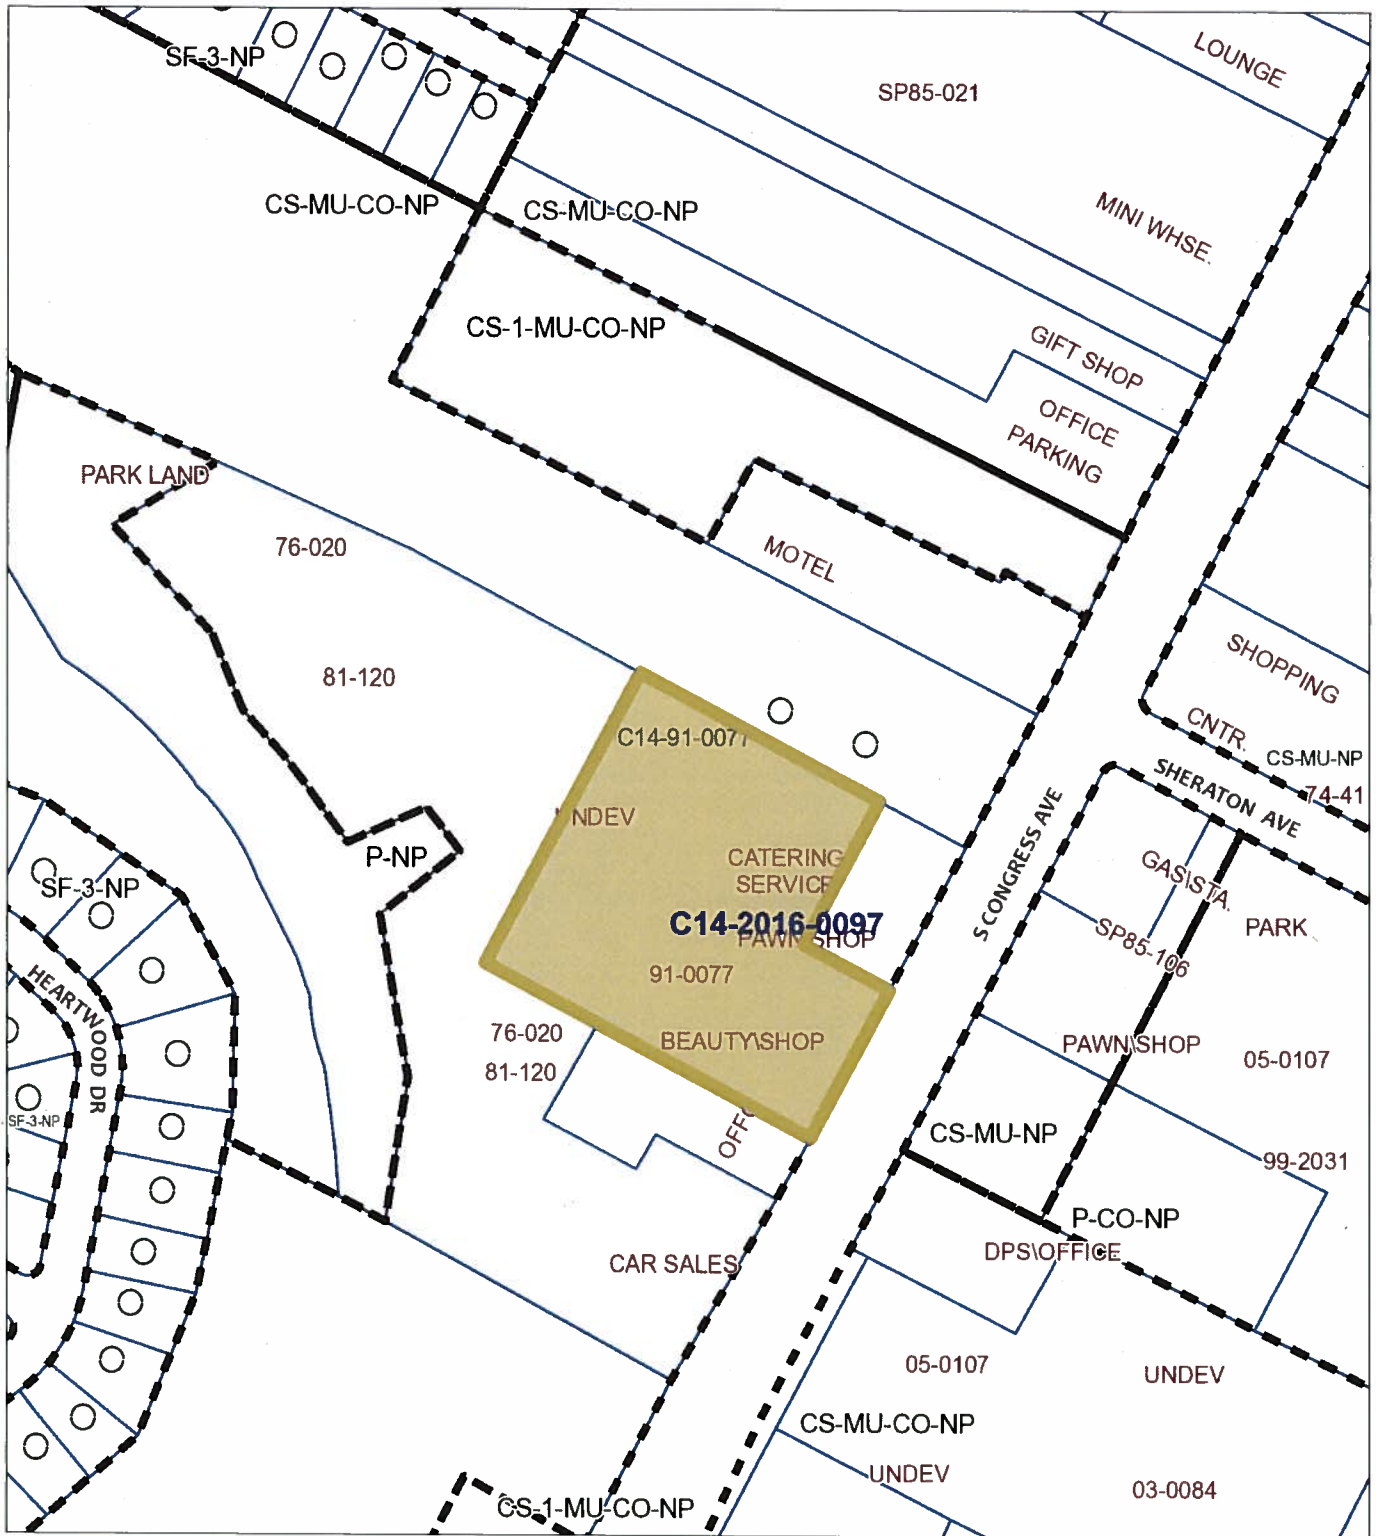 SF-3-NP
SP85-021
LOUNGE
CS-MU-CO-NP
CS-MU-CO-NP
MINI WHSE.
CS-1-MU-CO-NP
GIFT SHOP
OFFICE
PARKING
PARK LAND
76-020
MOTEL
81-120
SHOPPING
CNTR.
C14-91-0077
CS-MU-NP
74-41
SHERATON AVE
UNDEV
S CONGRESS AVE
P-NP
CATERING
SERVICE
GAS\STA.
SF-3-NP
C14-2016-0097
PAWN SHOP
SP85-106
PARK
91-0077
HEARTWOOD DR
76-020
BEAUTY\SHOP
PAWN\SHOP
05-0107
81-120
SF-3-NP
OFFC
CS-MU-NP
99-2031
P-CO-NP
DPS\OFFICE
CAR SALES
05-0107
UNDEV
CS-MU-CO-NP
UNDEV
03-0084
CS-1-MU-CO-NP